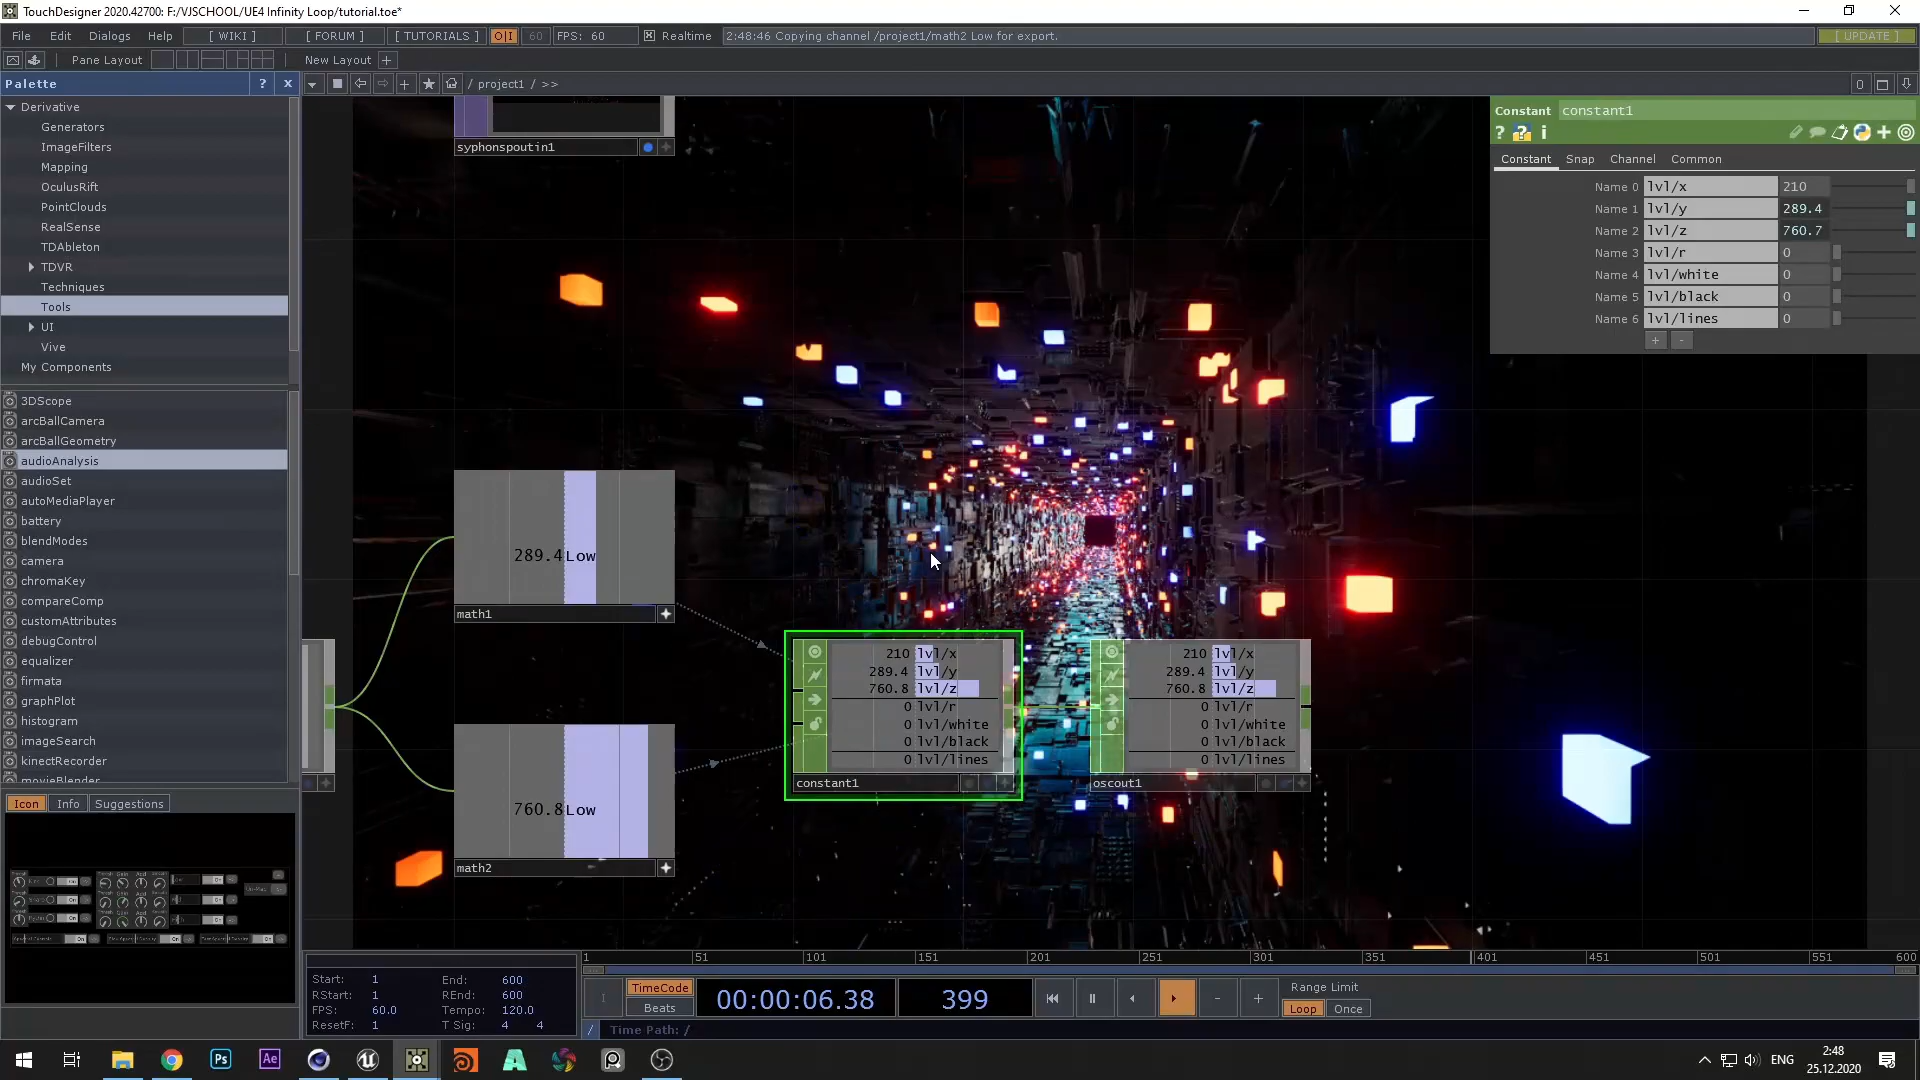 TouchDesigner 2020.42700: F:/VJSCHOOL/UE4 Infinity Loop/tutorial.toe*
File Edit Dialogs Help [ WIKI ] [ FORUM ] [ TUTORIALS ] O|I 60 FPS: 60 Realtime 2:48:46 Copying channel /project1/math2 Low for export. [ UPDATE ]
Pane Layout New Layout +
Palette ? x / project1 / >> 0
Derivative
Generators
ImageFilters
Mapping
OculusRift
PointClouds
RealSense
TDAbleton
TDVR
Techniques
Tools
UI
Vive
My Components
3DScope
arcBallCamera
arcBallGeometry
audioAnalysis
audioSet
autoMediaPlayer
battery
blendModes
camera
chromaKey
compareComp
customAttributes
debugControl
equalizer
firmata
graphPlot
histogram
imageSearch
kinectRecorder
movieBlender
Icon Info Suggestions
syphonspoutin1
289.4 Low
math1
760.8 Low
math2
210 lvl/x
289.4 lvl/y
760.8 lvl/z
0 lvl/r
0 lvl/white
0 lvl/black
0 lvl/lines
constant1
210 lvl/x
289.4 lvl/y
760.8 lvl/z
0 lvl/r
0 lvl/white
0 lvl/black
0 lvl/lines
oscout1
Constant constant1
? ? i
Constant Snap Channel Common
Name 0 lvl/x 210
Name 1 lvl/y 289.4
Name 2 lvl/z 760.7
Name 3 lvl/r 0
Name 4 lvl/white 0
Name 5 lvl/black 0
Name 6 lvl/lines 0
+ -
1 51 101 151 201 251 301 351 401 451 501 551 600
Start: 1 End: 600
RStart: 1 REnd: 600
FPS: 60.0 Tempo: 120.0
ResetF: 1 T Sig: 4 4
TimeCode
Beats
00:00:06.38 399
- +
Range Limit
Loop Once
/ Time Path: /
Ps Ae
ENG 2:48
25.12.2020